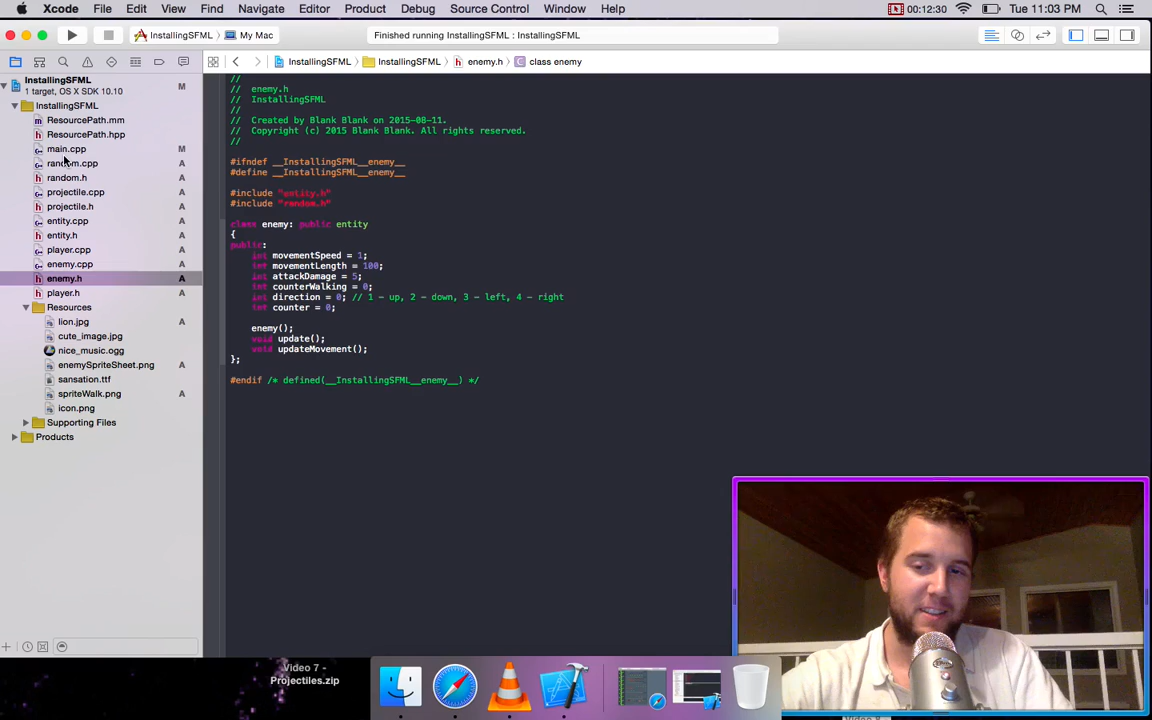 Xcode File Edit View Find Navigate Editor Product Debug Source Control Window Help 00:12:30 Tue 11:03 PM
InstallingSFML My Mac Finished running InstallingSFML : InstallingSFML
InstallingSFML InstallingSFML enemy.h class enemy
InstallingSFML M
1 target, OS X SDK 10.10
InstallingSFML
ResourcePath.mm
ResourcePath.hpp
main.cpp M
random.cpp A
random.h A
projectile.cpp A
projectile.h A
entity.cpp A
entity.h A
player.cpp A
enemy.cpp A
enemy.h A
player.h A
Resources
lion.jpg A
cute_image.jpg
nice_music.ogg
enemySpriteSheet.png A
sansation.ttf
spriteWalk.png A
icon.png
Supporting Files
Products
//
// enemy.h
// InstallingSFML
//
// Created by Blank Blank on 2015-08-11.
// Copyright (c) 2015 Blank Blank. All rights reserved.
//
#ifndef __InstallingSFML__enemy__
#define __InstallingSFML__enemy__
#include "entity.h"
#include "random.h"
class enemy: public entity
{
public:
int movementSpeed = 1;
int movementLength = 100;
int attackDamage = 5;
int counterWalking = 0;
int direction = 0; // 1 - up, 2 - down, 3 - left, 4 - right
int counter = 0;
enemy();
void update();
void updateMovement();
};
#endif /* defined(__InstallingSFML__enemy__) */
Video 7 -
Projectiles.zip